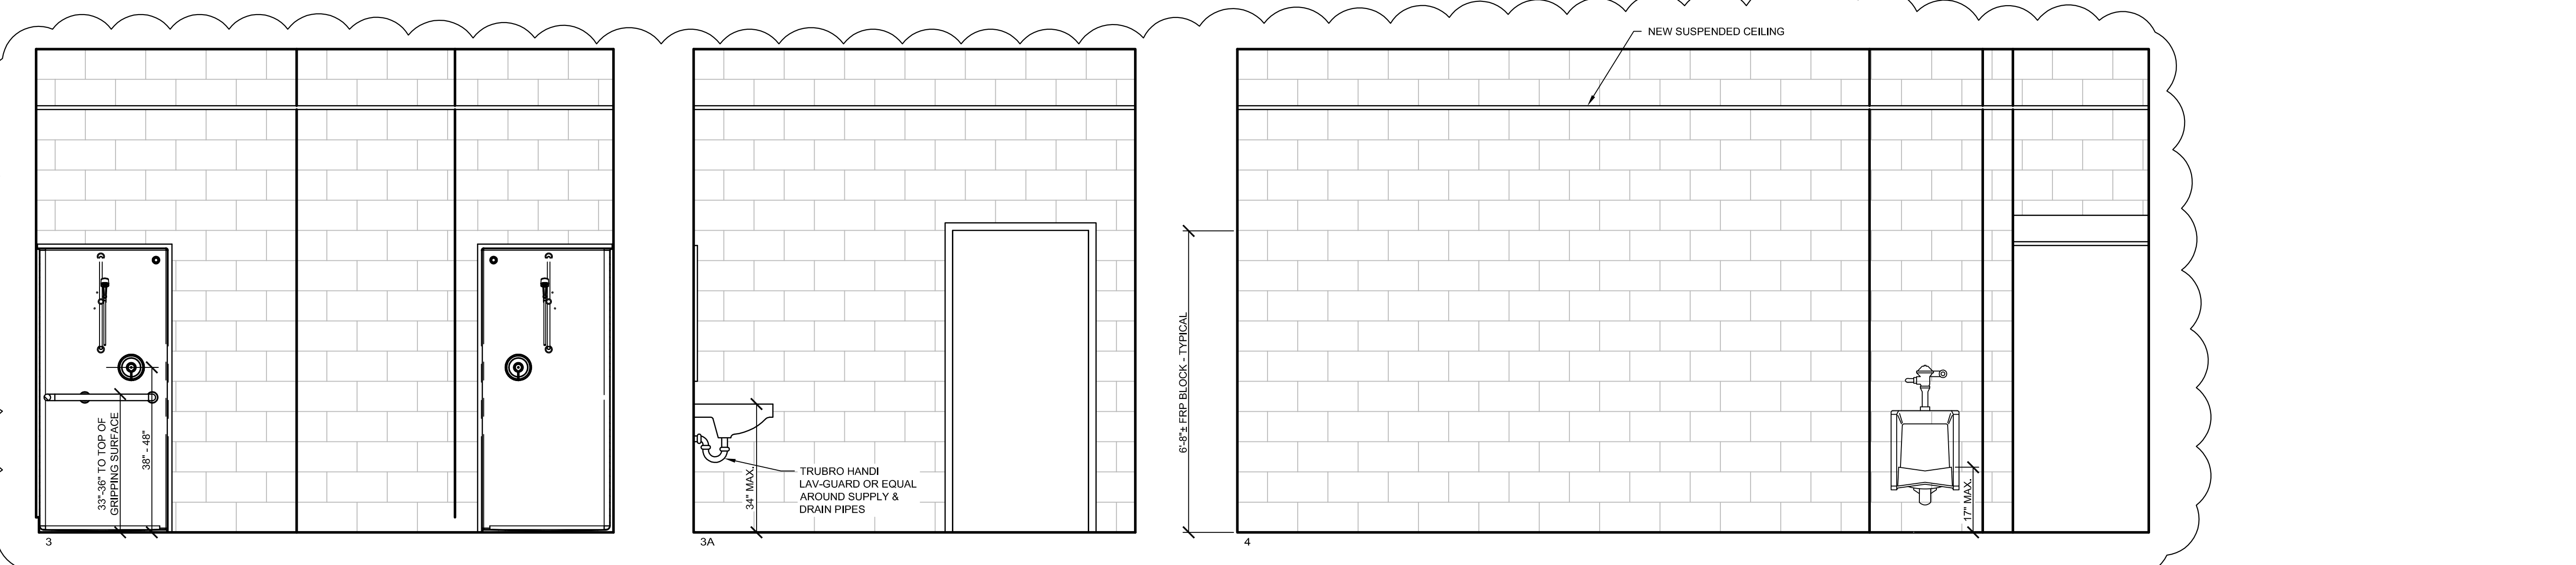 NEW SUSPENDED CEILING
33"-36" TO TOP OF
GRIPPING SURFACE
38" - 48"
3
TRUBRO HANDI
LAV-GUARD OR EQUAL
AROUND SUPPLY &
DRAIN PIPES
34" MAX.
3A
6'-8"± FRP BLOCK - TYPICAL
17" MAX.
4